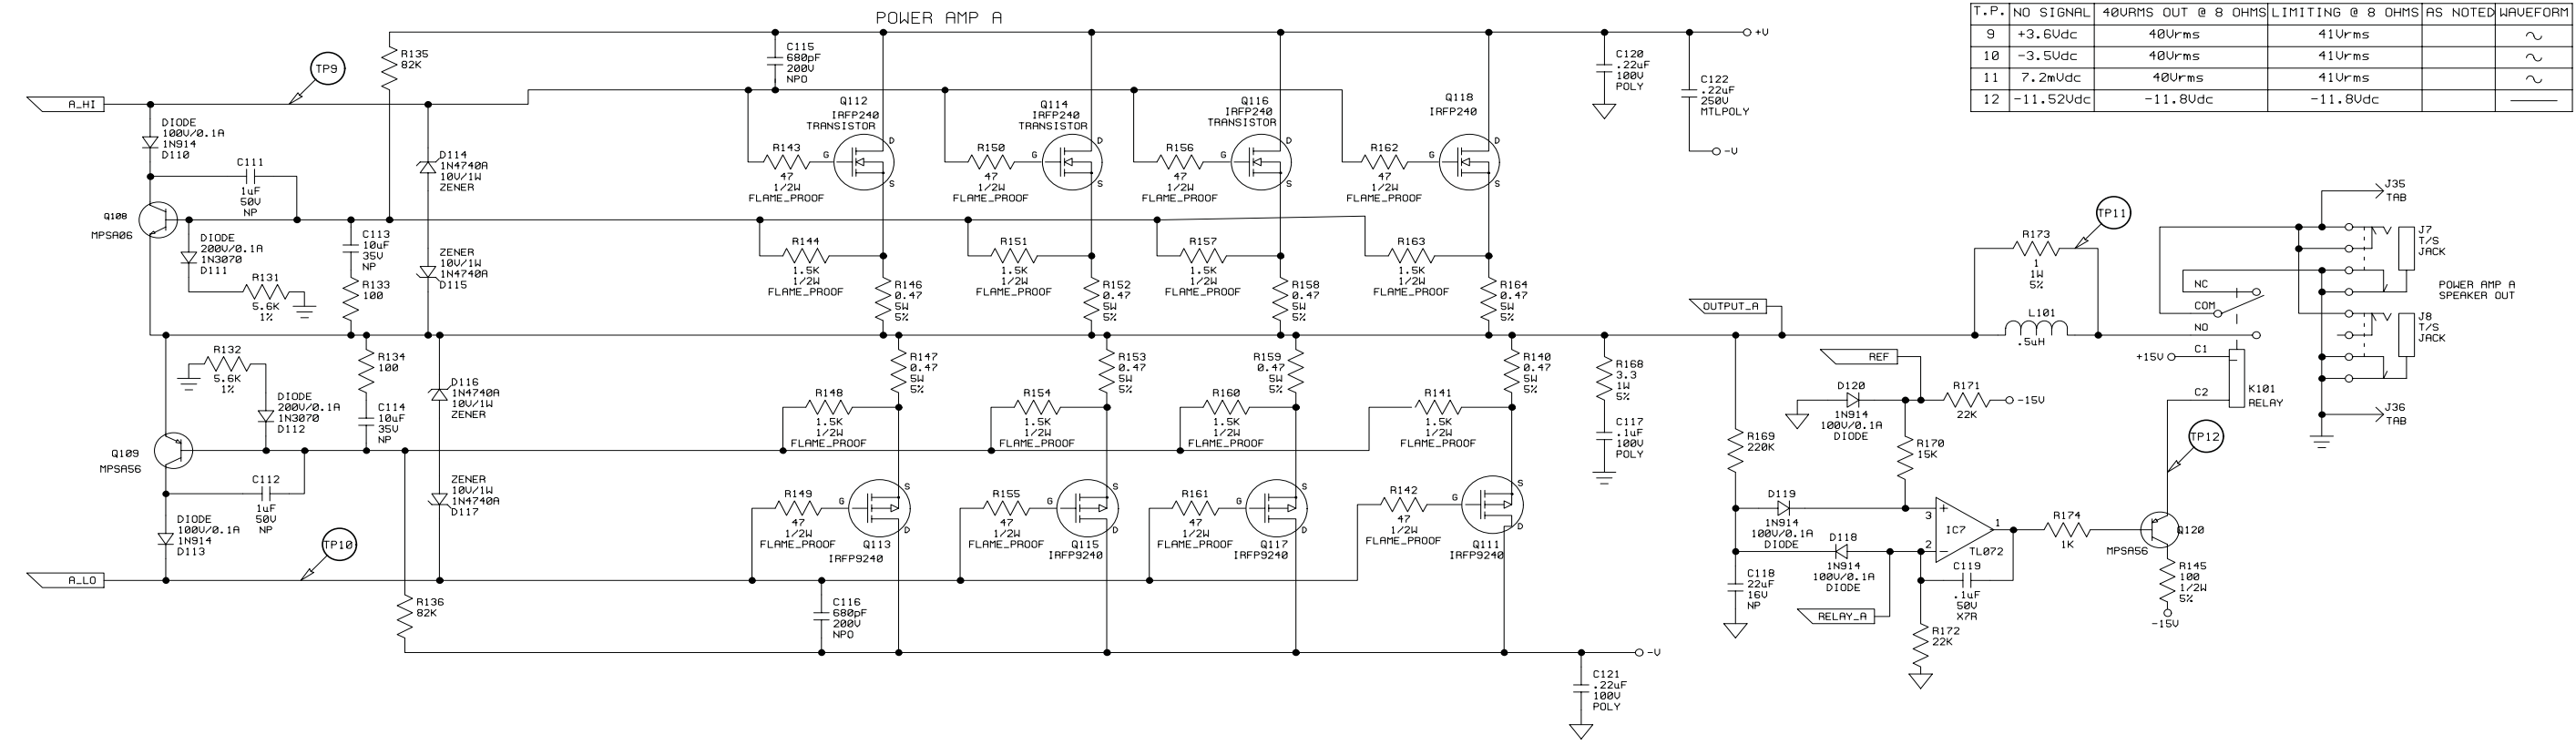 POWER AMP A
T.P. NO SIGNAL 40VRMS OUT @ 8 OHMS LIMITING @ 8 OHMS AS NOTED WAVEFORM
9 +3.6Vdc 40Vrms 41Vrms
10 -3.5Vdc 40Vrms 41Vrms
11 7.2mVdc 40Vrms 41Vrms
12 -11.52Vdc -11.8Vdc -11.8Vdc
A_HI
TP9
R135
82K
DIODE
100V/0.1A
1N914
D110
C111
1uF
50V
NP
Q108
MPSA06
DIODE
200V/0.1A
1N3070
D111
R131
5.6K
1%
C113
10uF
35V
NP
R133
100
D114
1N4740A
10V/1W
ZENER
ZENER
10V/1W
1N4740A
D115
C115
680pF
200V
NPO
Q112
IRFP240
TRANSISTOR
D
G
S
R143
47
1/2W
FLAME_PROOF
R144
1.5K
1/2W
FLAME_PROOF
R146
0.47
5W
5%
Q114
IRFP240
TRANSISTOR
D
G
S
R150
47
1/2W
FLAME_PROOF
R151
1.5K
1/2W
FLAME_PROOF
R152
0.47
5W
5%
Q116
IRFP240
TRANSISTOR
D
G
S
R156
47
1/2W
FLAME_PROOF
R157
1.5K
1/2W
FLAME_PROOF
R158
0.47
5W
5%
Q118
IRFP240
D
G
S
R162
47
1/2W
FLAME_PROOF
R163
1.5K
1/2W
FLAME_PROOF
R164
0.47
5W
5%
C120
.22uF
100V
POLY
+V
C122
.22uF
250V
MTLPOLY
-V
R132
5.6K
1%
DIODE
200V/0.1A
1N3070
D112
R134
100
C114
10uF
35V
NP
D116
1N4740A
10V/1W
ZENER
ZENER
10V/1W
1N4740A
D117
Q109
MPSA56
C112
1uF
50V
NP
DIODE
100V/0.1A
1N914
D113
TP10
A_LO
R136
82K
R147
0.47
5W
5%
R148
1.5K
1/2W
FLAME_PROOF
R149
47
1/2W
FLAME_PROOF
S
G
D
Q113
IRFP9240
C116
680pF
200V
NPO
R153
0.47
5W
5%
R154
1.5K
1/2W
FLAME_PROOF
R155
47
1/2W
FLAME_PROOF
S
G
D
Q115
IRFP9240
R159
0.47
5W
5%
R160
1.5K
1/2W
FLAME_PROOF
R161
47
1/2W
FLAME_PROOF
S
G
D
Q117
IRFP9240
R140
0.47
5W
5%
R141
1.5K
1/2W
FLAME_PROOF
R142
47
1/2W
FLAME_PROOF
S
G
D
Q111
IRFP9240
-V
C121
.22uF
100V
POLY
R168
3.3
1W
5%
C117
.1uF
100V
POLY
OUTPUT_A
R173
1
1W
5%
TP11
L101
.5uH
REF
D120
1N914
100V/0.1A
DIODE
R171
22K
-15V
R169
220K
R170
15K
D119
1N914
100V/0.1A
DIODE
D118
1N914
100V/0.1A
DIODE
C118
22uF
16V
NP
RELAY_A
3
+
2
-
1
IC7
TL072
C119
.1uF
50V
X7R
R172
22K
R174
1K
Q120
MPSA56
TP12
R145
100
1/2W
5%
-15V
NC
COM
NO
+15V
C1
C2
K101
RELAY
J35
TAB
J7
T/S
JACK
POWER AMP A
SPEAKER OUT
J8
T/S
JACK
J36
TAB